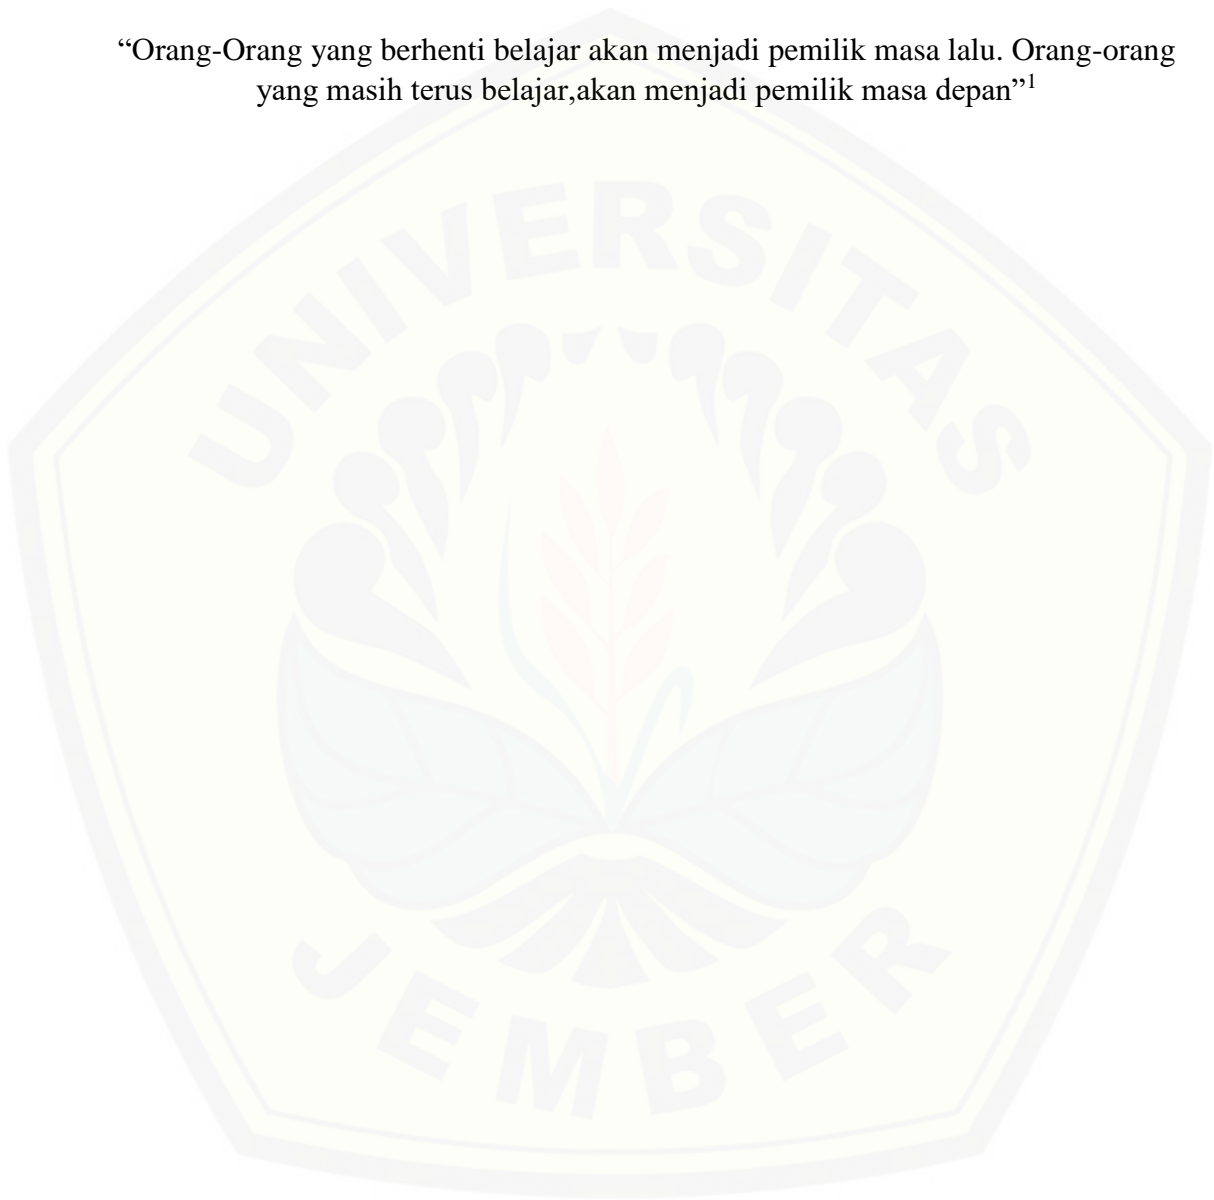 “Orang-Orang yang berhenti belajar akan menjadi pemilik masa lalu. Orang-orang
yang masih terus belajar,akan menjadi pemilik masa depan”¹
UNIVERSITAS
JEMBER